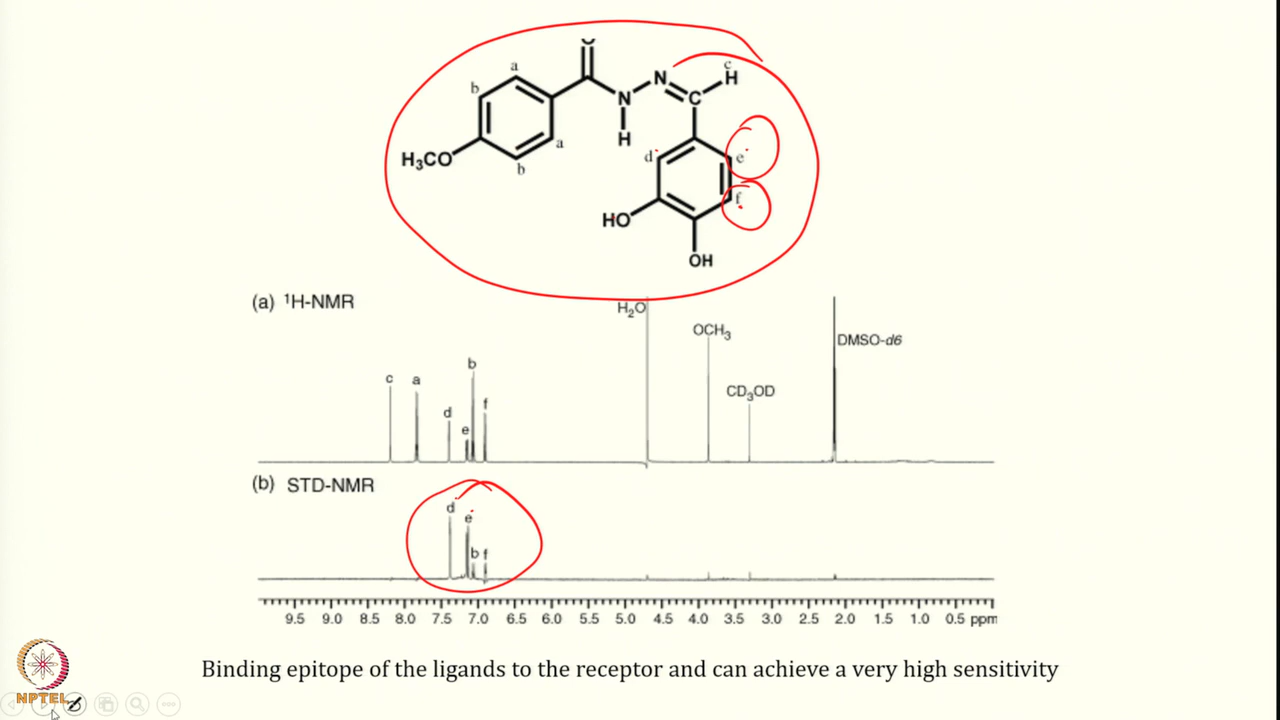 O
c
H
a
N
b
C
N
H
a
d
e
H₃CO
b
f
HO
OH
(a) ¹H-NMR
H₂O
OCH₃
DMSO-d6
b
c
a
CD₃OD
f
d
e
(b) STD-NMR
d
e
b f
9.5 9.0 8.5 8.0 7.5 7.0 6.5 6.0 5.5 5.0 4.5 4.0 3.5 3.0 2.5 2.0 1.5 1.0 0.5 ppm
Binding epitope of the ligands to the receptor and can achieve a very high sensitivity
NPTEL